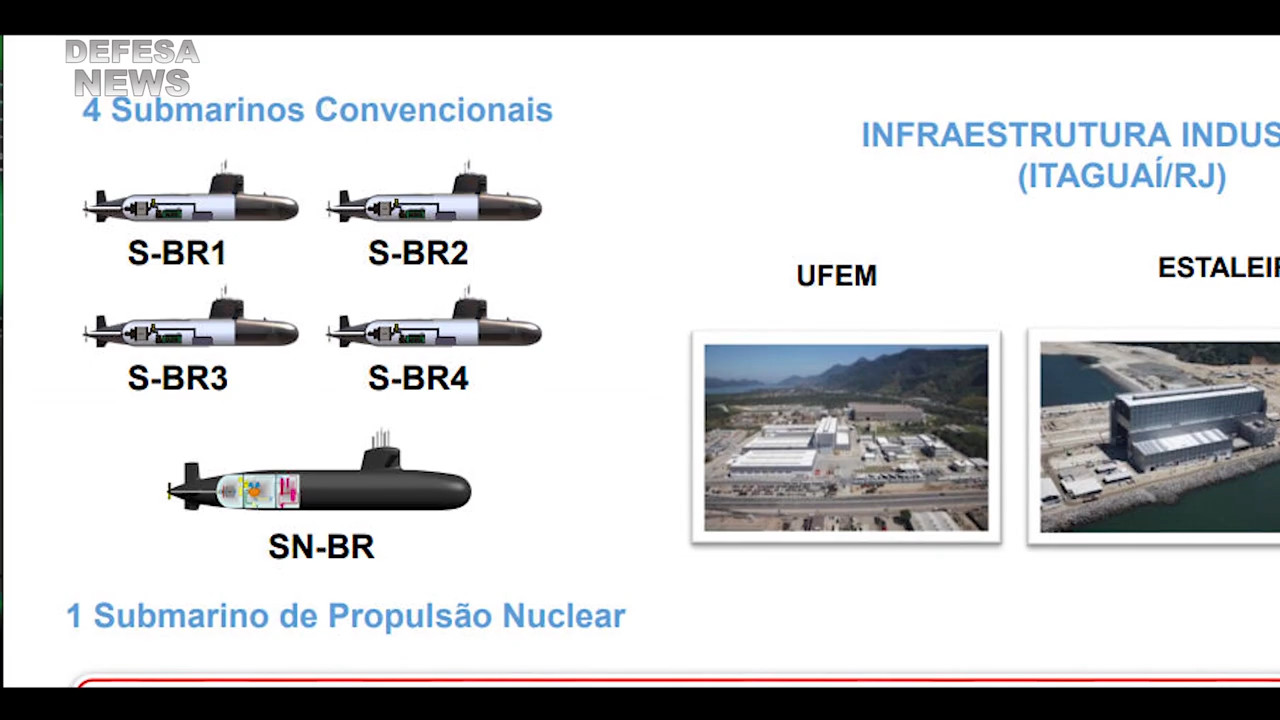 DEFESA
NEWS
4 Submarinos Convencionais
S-BR1
S-BR2
S-BR3
S-BR4
SN-BR
1 Submarino de Propulsão Nuclear
INFRAESTRUTURA INDUS
(ITAGUAÍ/RJ)
UFEM
ESTALEI